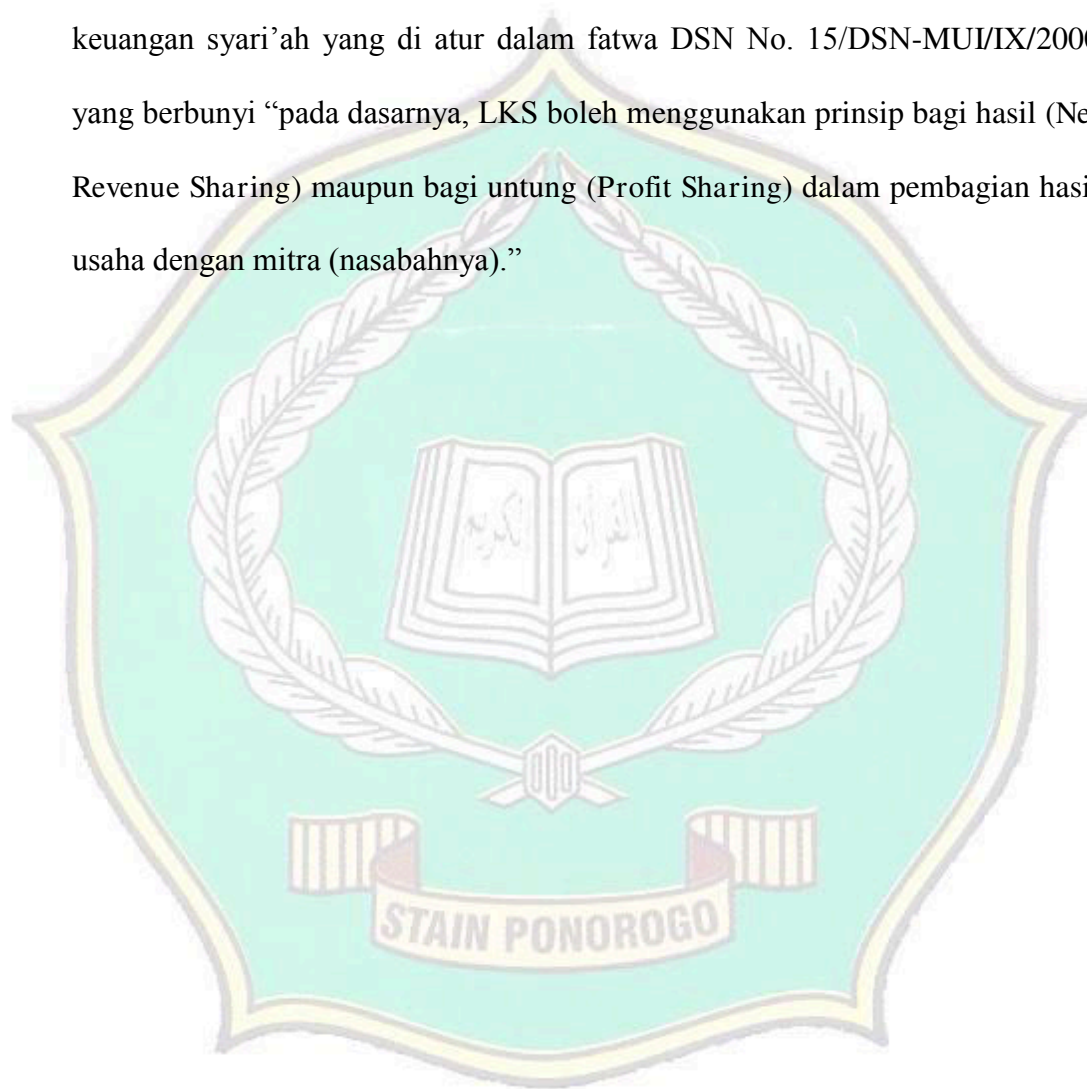 keuangan syari’ah yang di atur dalam fatwa DSN No. 15/DSN-MUI/IX/2000
yang berbunyi “pada dasarnya, LKS boleh menggunakan prinsip bagi hasil (Ne
Revenue Sharing) maupun bagi untung (Profit Sharing) dalam pembagian hasi
usaha dengan mitra (nasabahnya).”
STAIN PONOROGO